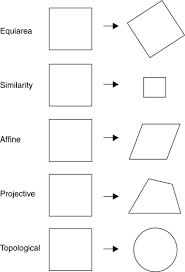 Equiarea
Similarity
Affine
Projective
Topological